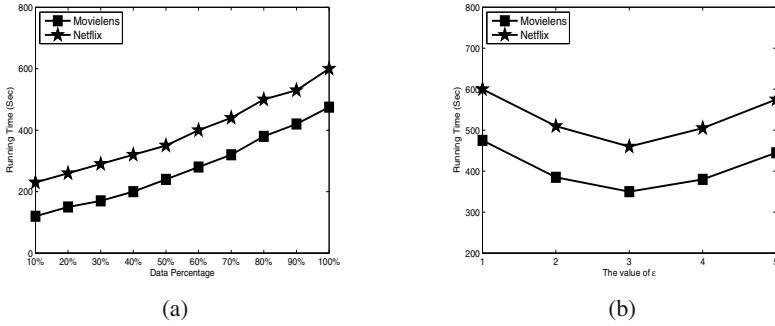 800
600
400
200
0
Running Time (Sec)
Movielens
Netflix
10% 20% 30% 40% 50% 60% 70% 80% 90% 100%
Data Percentage
(a)
800
700
600
500
400
300
200
Running Time (Sec)
Movielens
Netflix
1 2 3 4 5
The value of ε
(b)